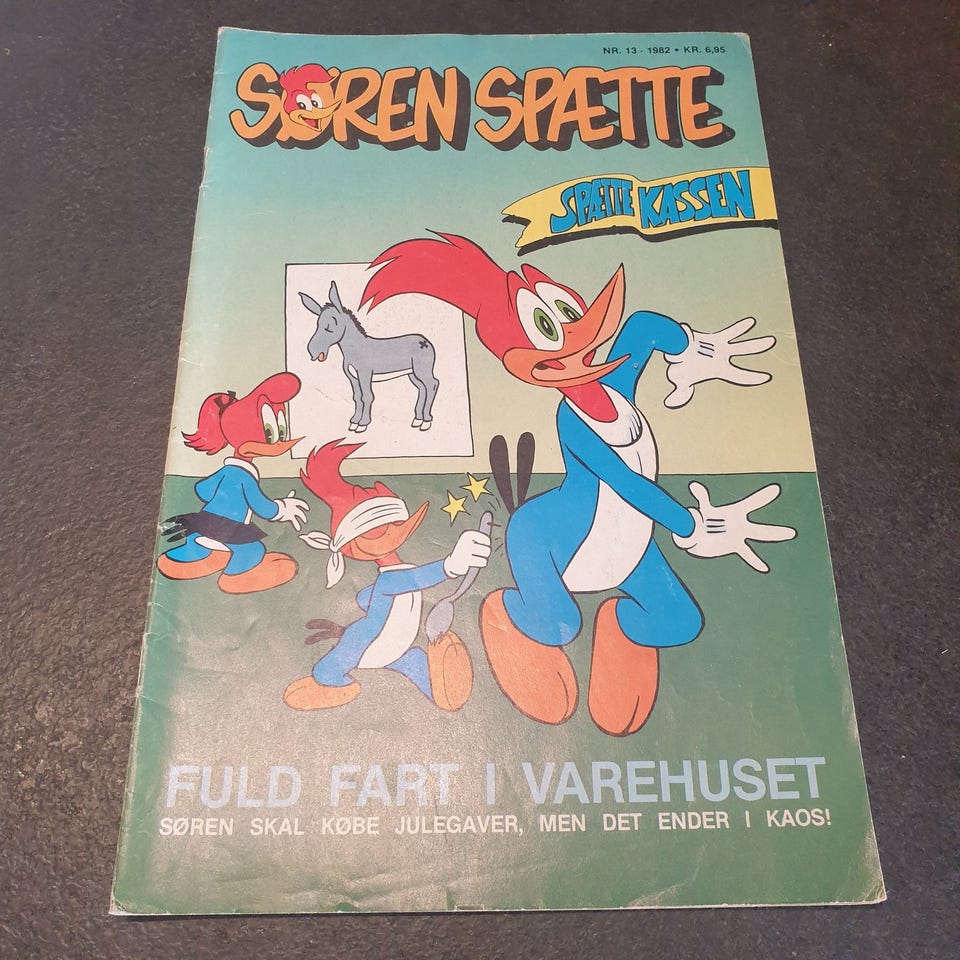 NR. 13 · 1982 • KR. 6,95
SØREN SPÆTTE
SPÆTTE KASSEN
FULD FART I VAREHUSET
SØREN SKAL KØBE JULEGAVER, MEN DET ENDER I KAOS!